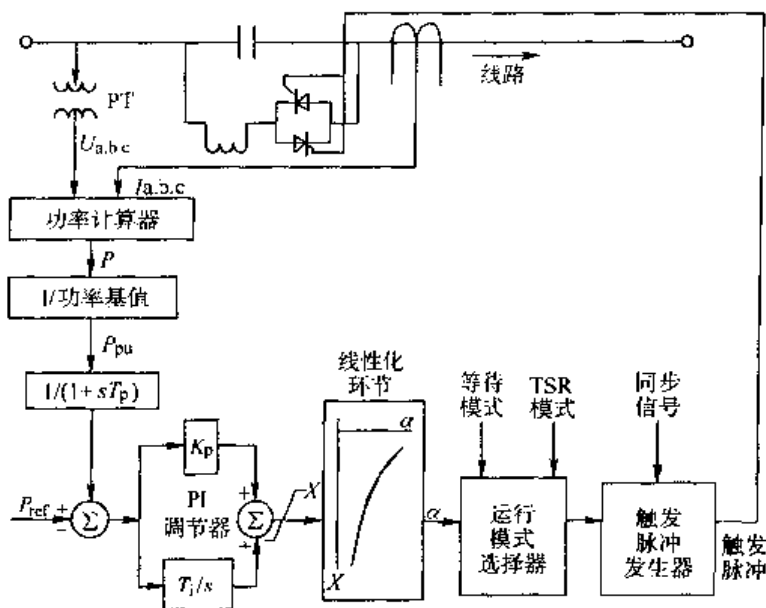 线路
PT
Ua.b.c
Ia.b.c
功率计算器
P
1/功率基值
Ppu
1/(1+sTp)
线性化
环节
等待
模式
TSR
模式
同步
信号
Kp
α
Pref
+
−
Σ
PI
调节器
+
Σ
+
X
X
α
运行
模式
选择器
触发
脉冲
发生器
触发
脉冲
Ti/s